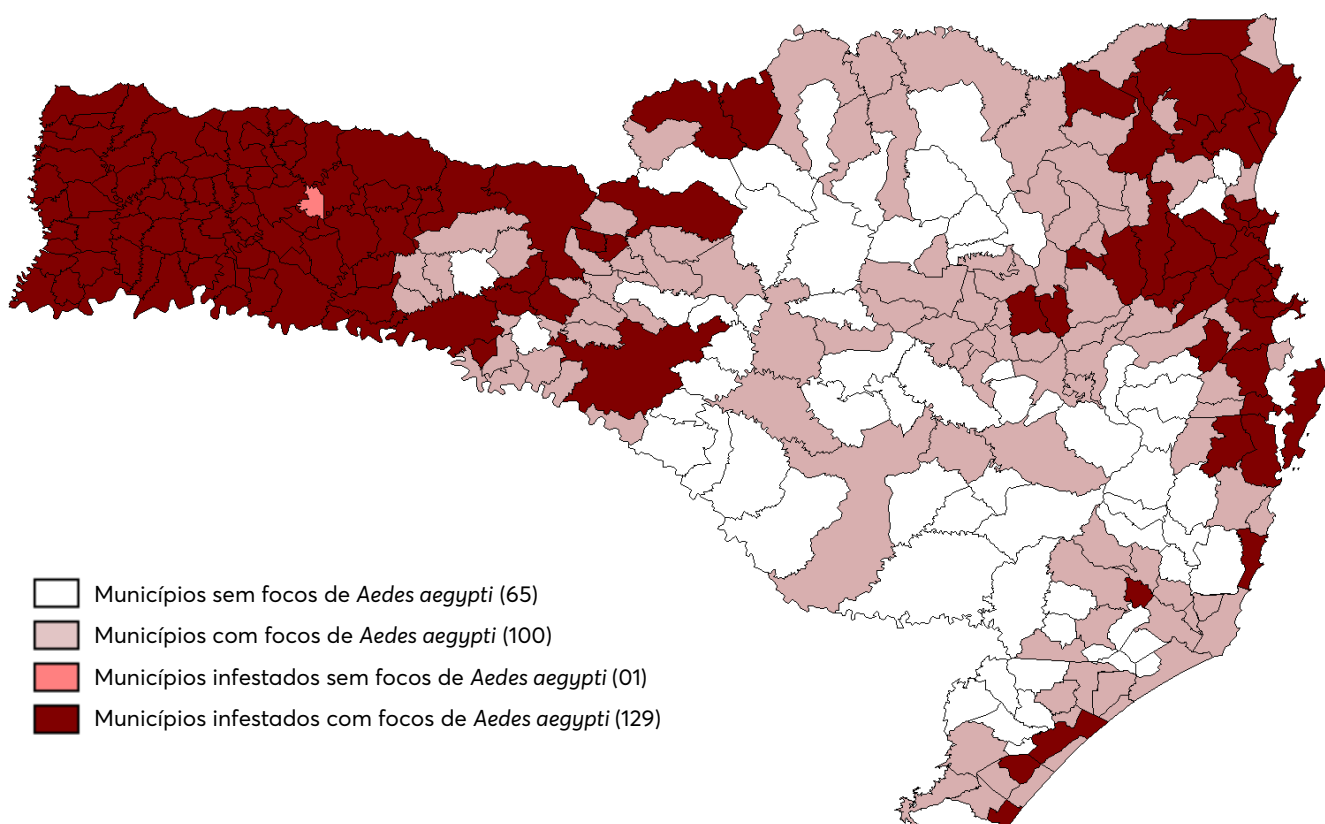 Municípios sem focos de Aedes aegypti (65)
Municípios com focos de Aedes aegypti (100)
Municípios infestados sem focos de Aedes aegypti (01)
Municípios infestados com focos de Aedes aegypti (129)